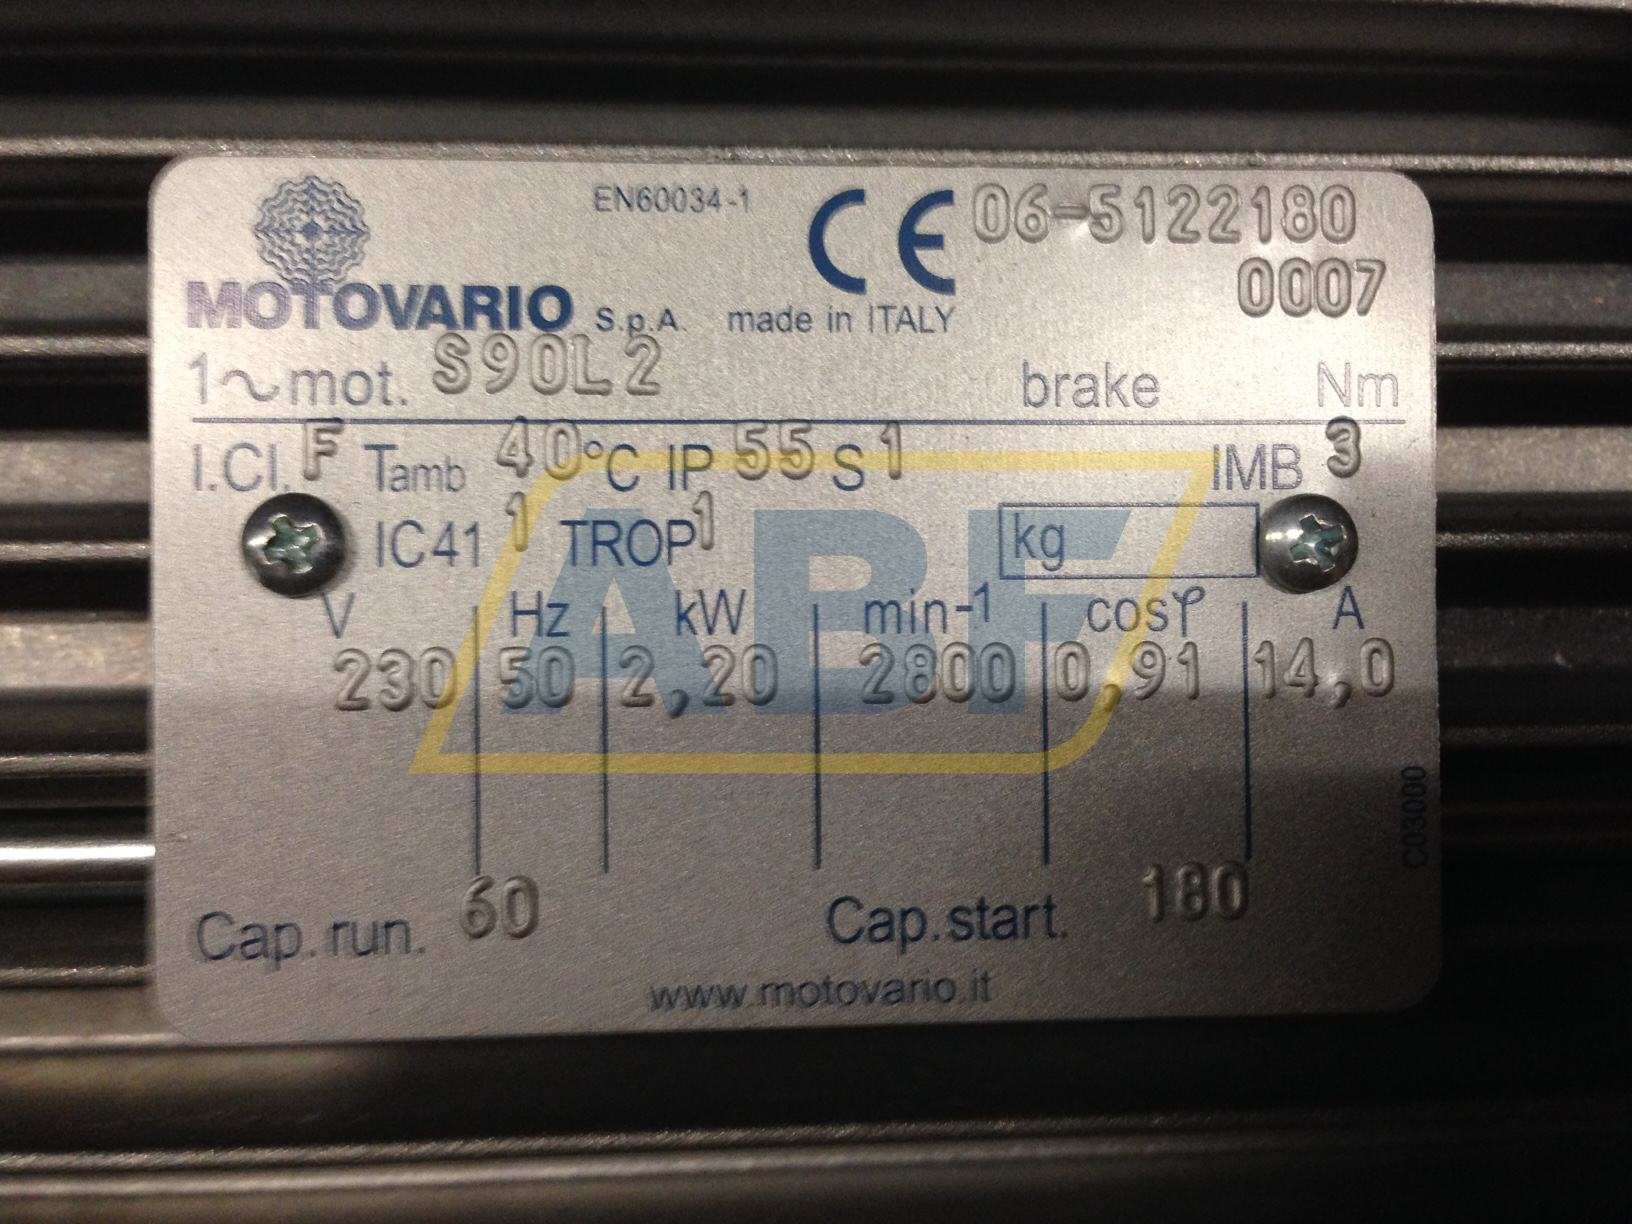 EN60034-1 CE 06-5122180
MOTOVARIO S.p.A. made in ITALY 0007
1~mot. S90L2 brake Nm
I.Cl. F Tamb 40°C IP 55 S 1 IMB 3
IC41 1 TROP 1 kg
V Hz kW min-1 cosφ A
230 50 2,20 2800 0,91 14,0
ABF
C03000
Cap.run. 60 Cap.start. 180
www.motovario.it